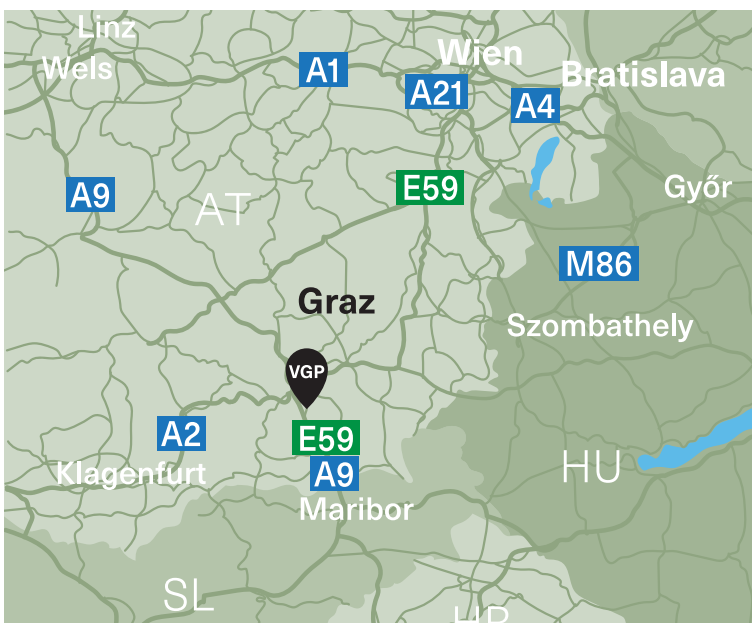 Linz
Wels
A1
Wien
A21
A4
Bratislava
A9
AT
E59
Győr
M86
Graz
Szombathely
VGP
A2
E59
A9
Klagenfurt
HU
Maribor
SL
HR